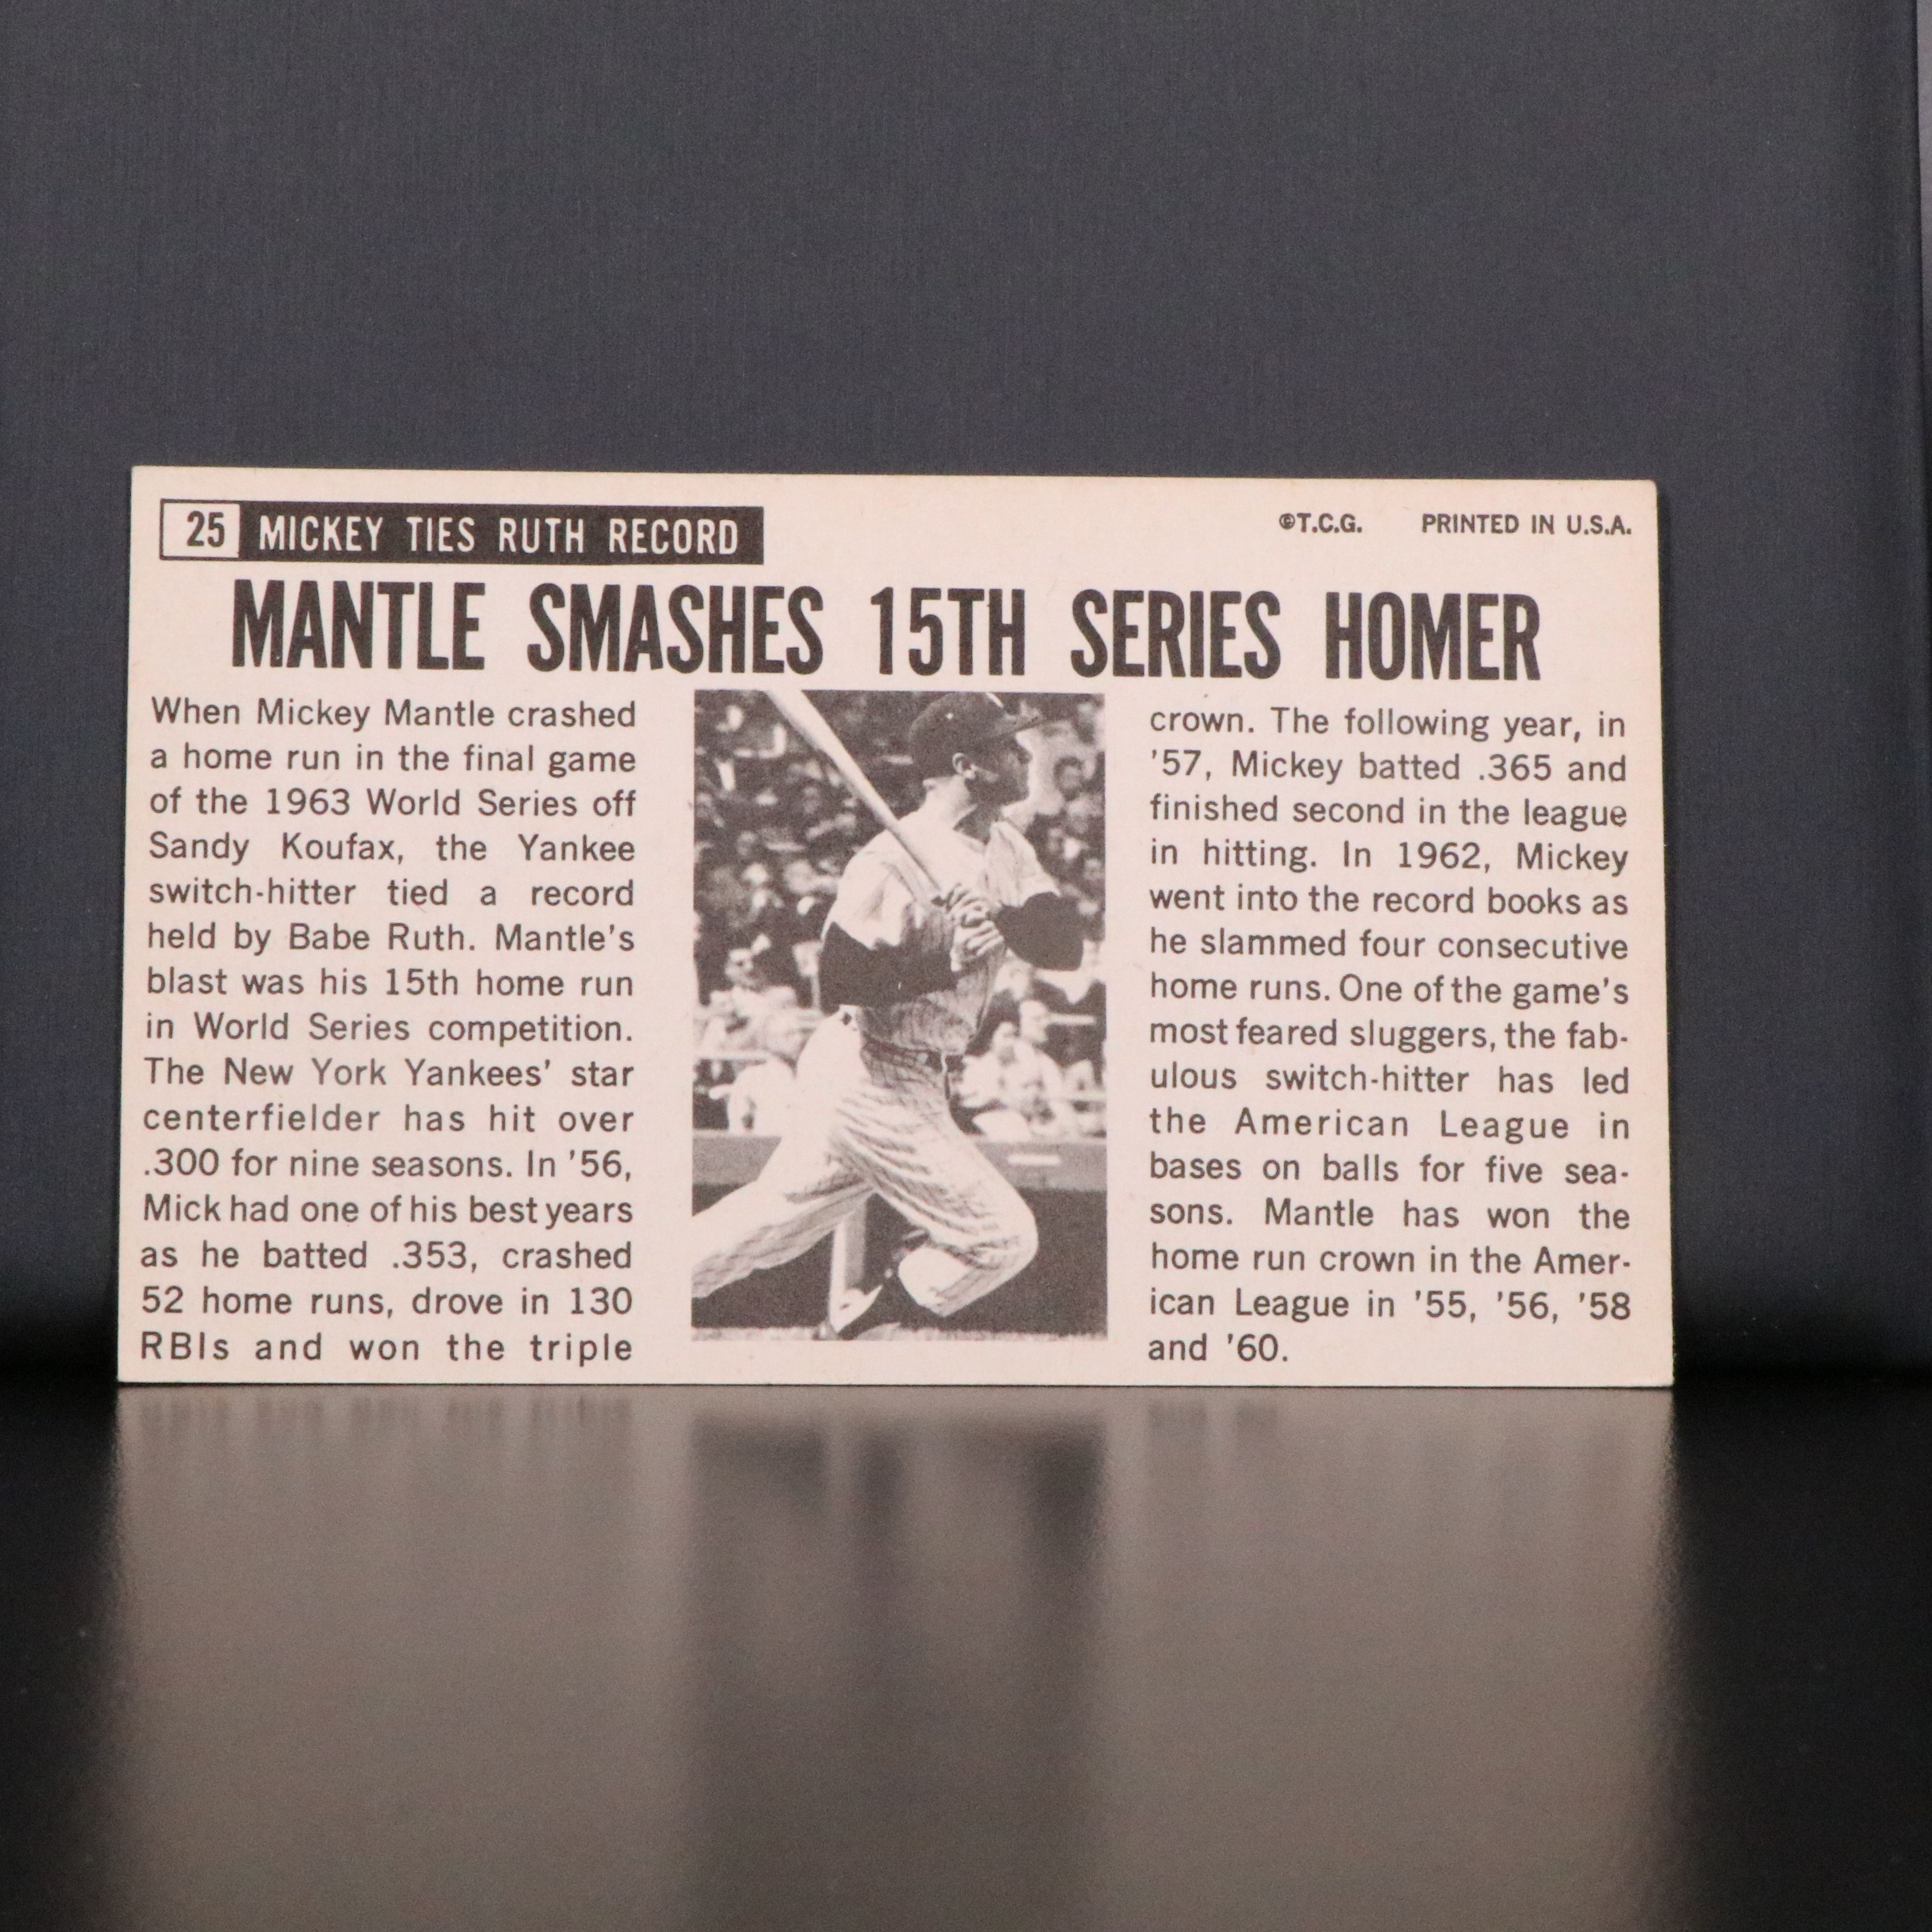 25 MICKEY TIES RUTH RECORD
©T.C.G. PRINTED IN U.S.A.
MANTLE SMASHES 15TH SERIES HOMER
When Mickey Mantle crashed
a home run in the final game
of the 1963 World Series off
Sandy Koufax, the Yankee
switch-hitter tied a record
held by Babe Ruth. Mantle's
blast was his 15th home run
in World Series competition.
The New York Yankees' star
centerfielder has hit over
.300 for nine seasons. In '56,
Mick had one of his best years
as he batted .353, crashed
52 home runs, drove in 130
RBIs and won the triple
crown. The following year, in
'57, Mickey batted .365 and
finished second in the league
in hitting. In 1962, Mickey
went into the record books as
he slammed four consecutive
home runs. One of the game's
most feared sluggers, the fab-
ulous switch-hitter has led
the American League in
bases on balls for five sea-
sons. Mantle has won the
home run crown in the Amer-
ican League in '55, '56, '58
and '60.